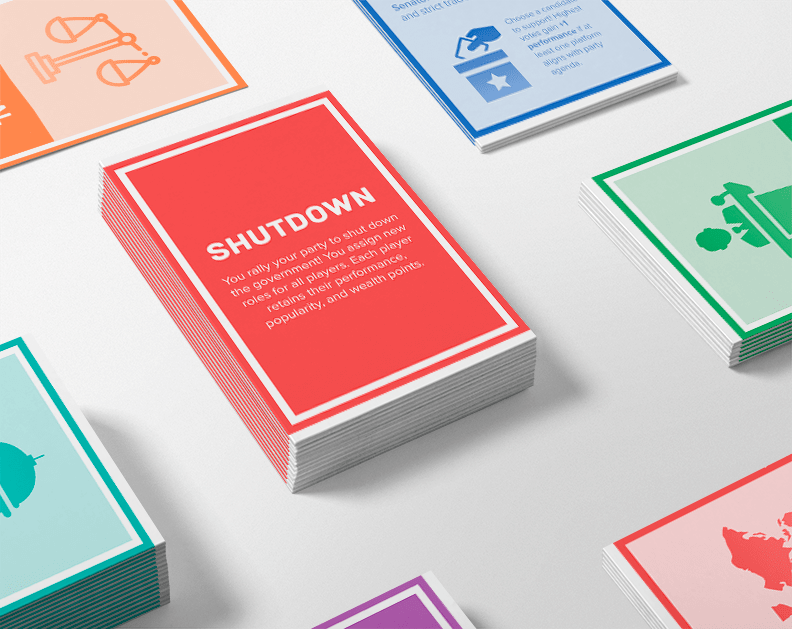 and strict
Choose a candidate
to support! Highest
votes gain +1
performance if at
least one platform
aligns with party
agenda.
SHUTDOWN
You rally your party to shut down
the government! You assign new
roles for all players. Each player
retains their performance,
popularity, and wealth points.